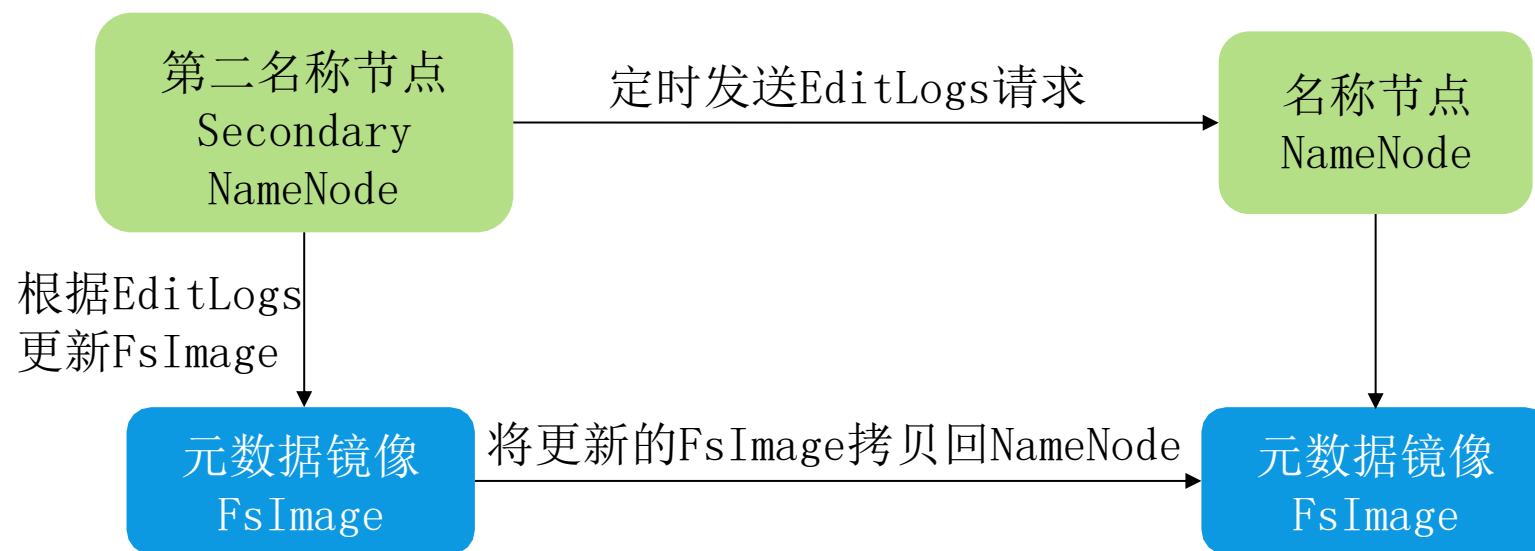 第二名称节点
Secondary
NameNode
定时发送EditLogs请求
名称节点
NameNode
根据EditLogs
更新FsImage
元数据镜像
FsImage
将更新的FsImage拷贝回NameNode
元数据镜像
FsImage